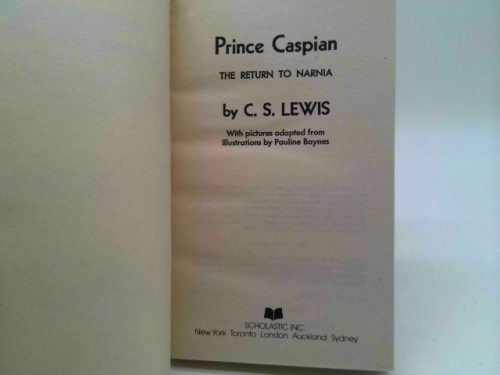 Prince Caspian
THE RETURN TO NARNIA
by C. S. LEWIS
With pictures adapted from
illustrations by Pauline Baynes
SCHOLASTIC INC.
New York Toronto London Auckland Sydney